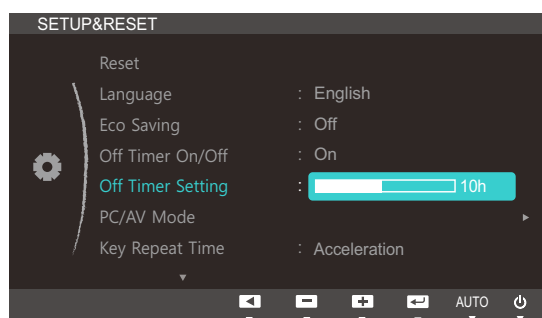 SETUP&RESET
Reset
Language : English
Eco Saving : Off
Off Timer On/Off : On
Off Timer Setting : 10h
PC/AV Mode
Key Repeat Time : Acceleration
AUTO